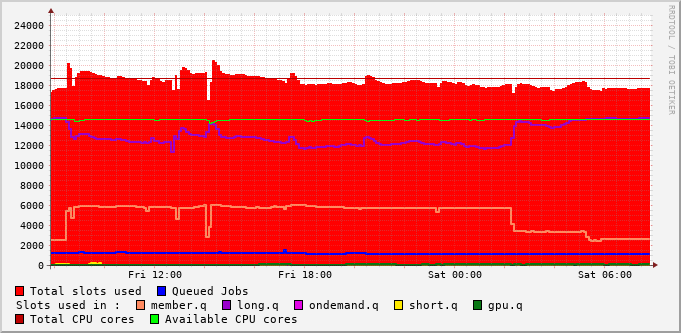 RRDTOOL / TOBI OETIKER
24000
22000
20000
18000
16000
14000
12000
10000
8000
6000
4000
2000
0
Fri 12:00 Fri 18:00 Sat 00:00 Sat 06:00
Total slots used Queued Jobs
Slots used in : member.q long.q ondemand.q short.q gpu.q
Total CPU cores Available CPU cores